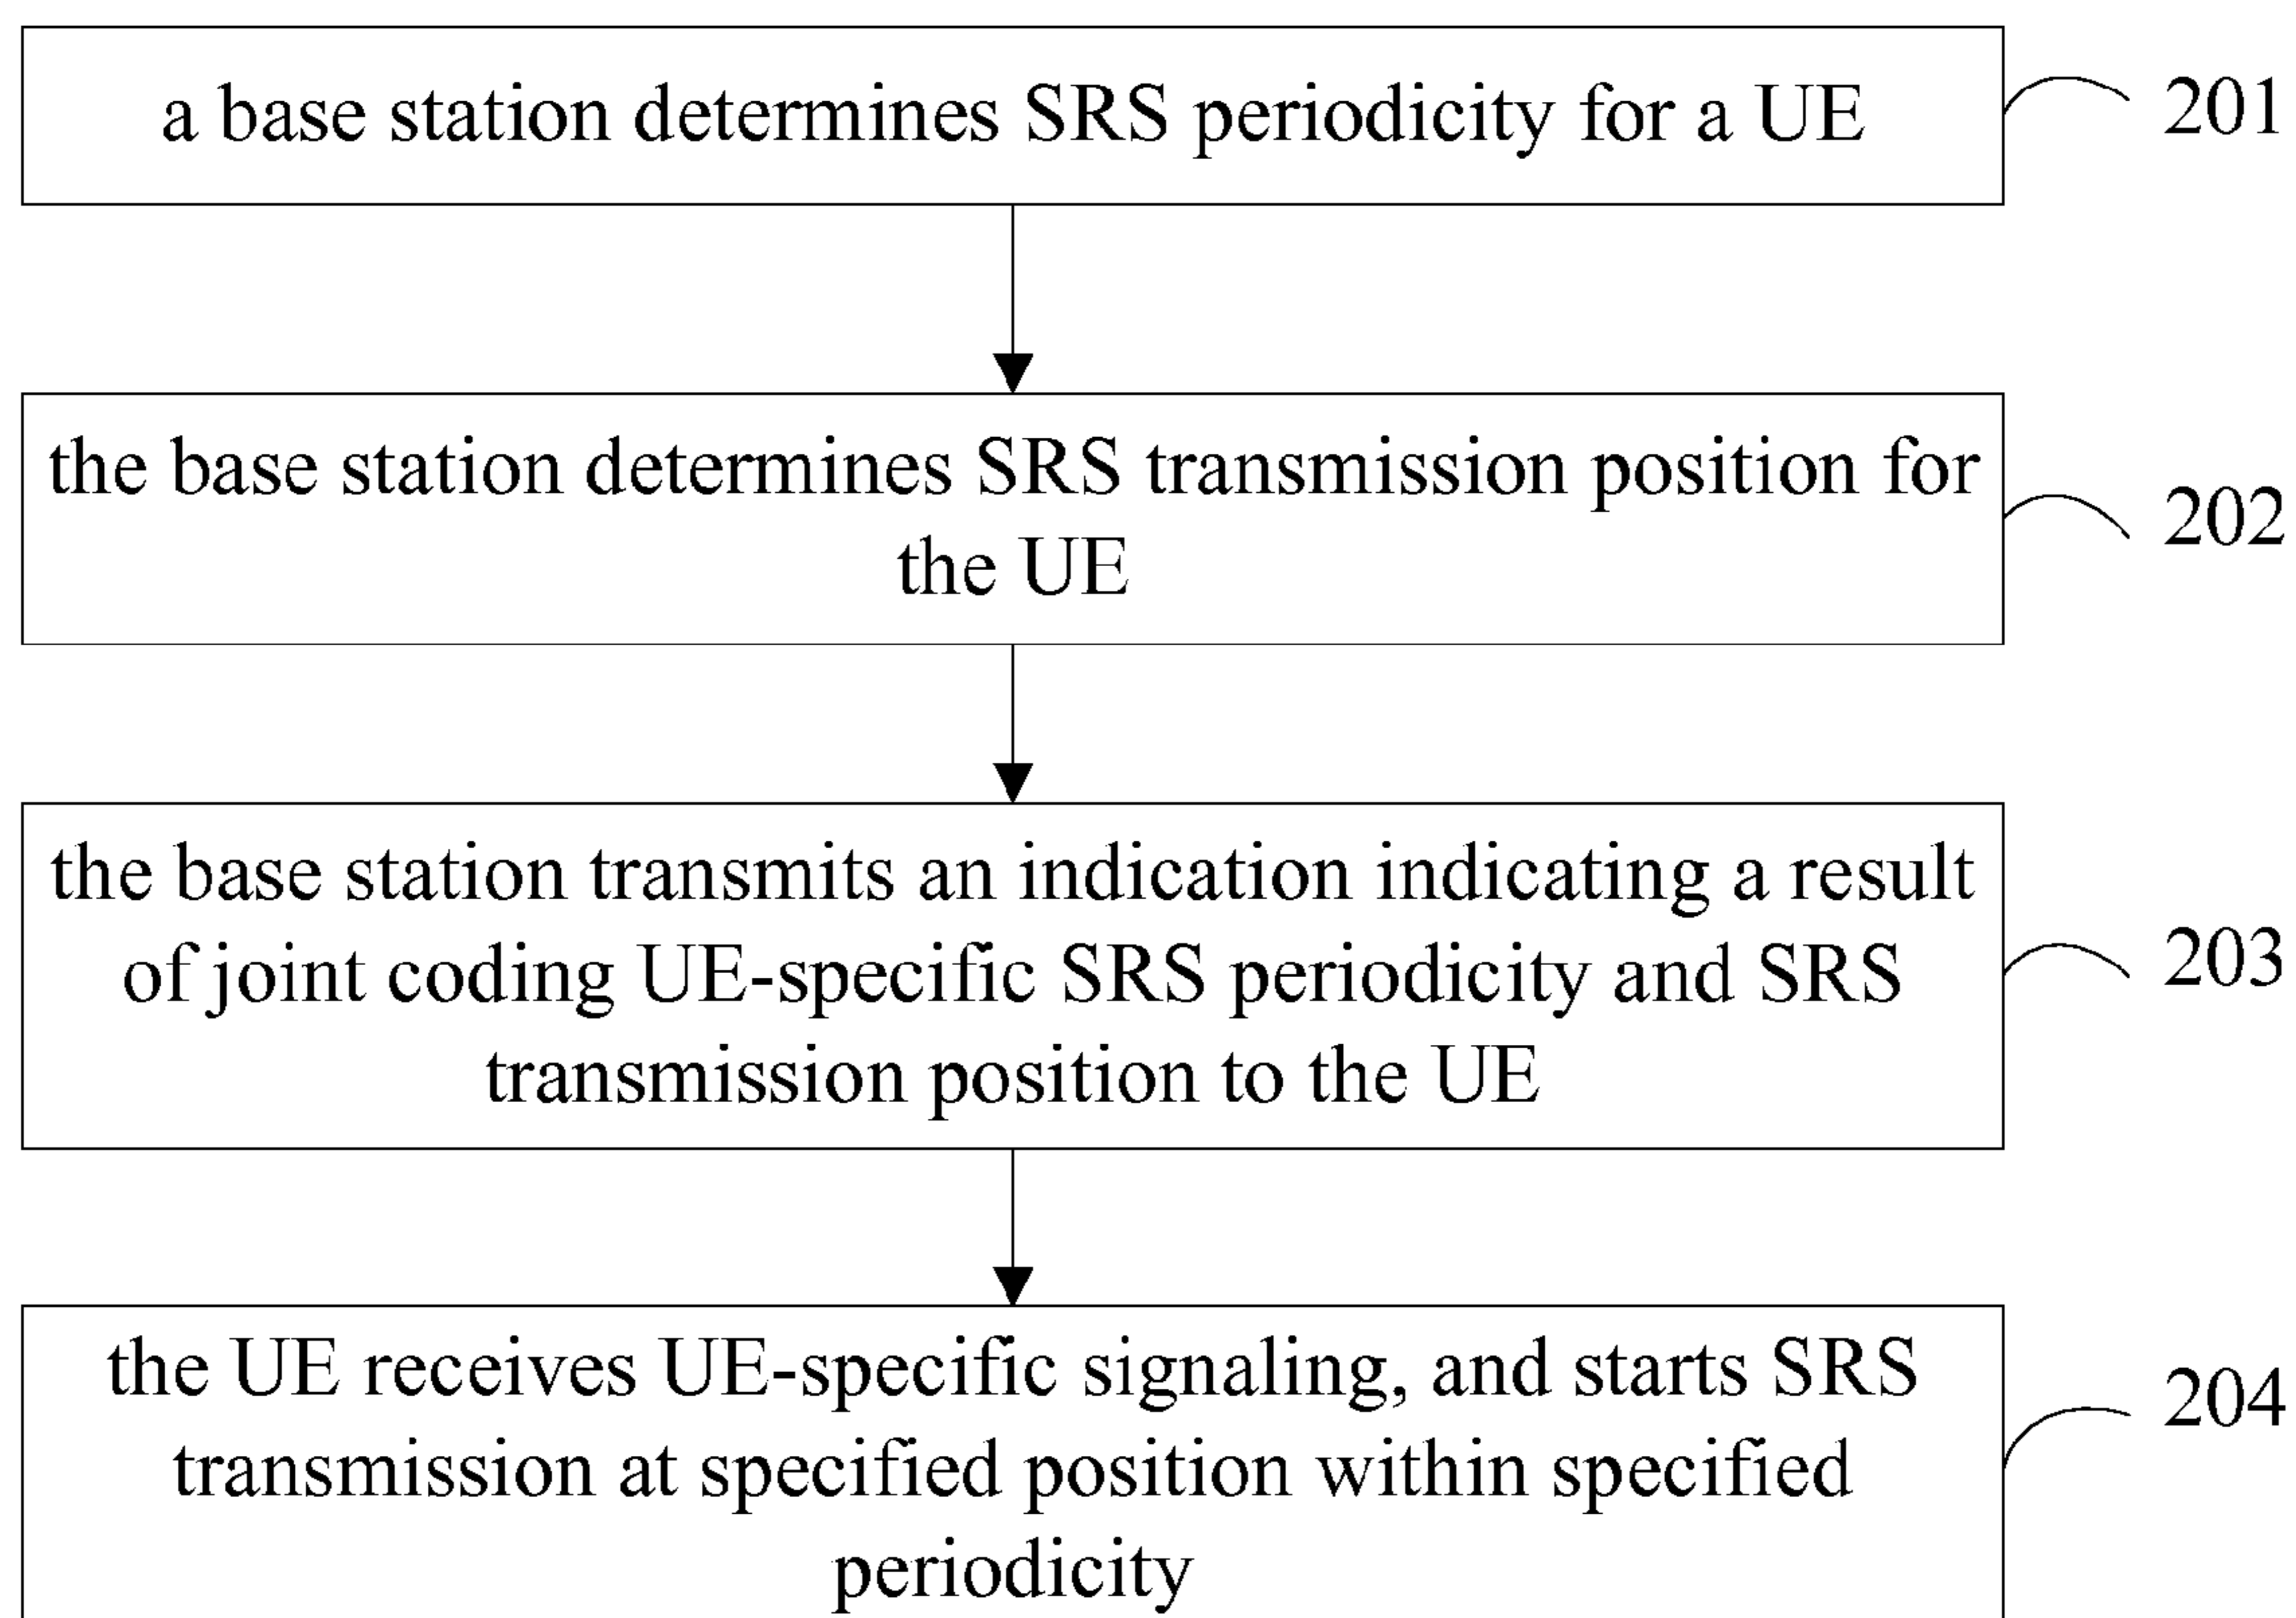 a base station determines SRS periodicity for a UE
201
the base station determines SRS transmission position for
the UE
202
the base station transmits an indication indicating a result
of joint coding UE-specific SRS periodicity and SRS
transmission position to the UE
203
the UE receives UE-specific signaling, and starts SRS
transmission at specified position within specified
periodicity
204